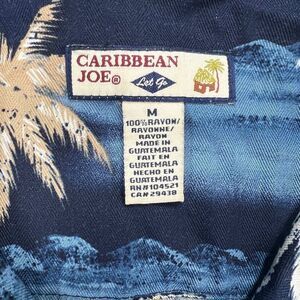 CARIBBEAN
JOE®
Let Go
M
100% RAYON/
RAYONNE/
RAYON
MADE IN
GUATEMALA
FAIT EN
GUATEMALA
HECHO EN
GUATEMALA
RN#104521
CA#29438